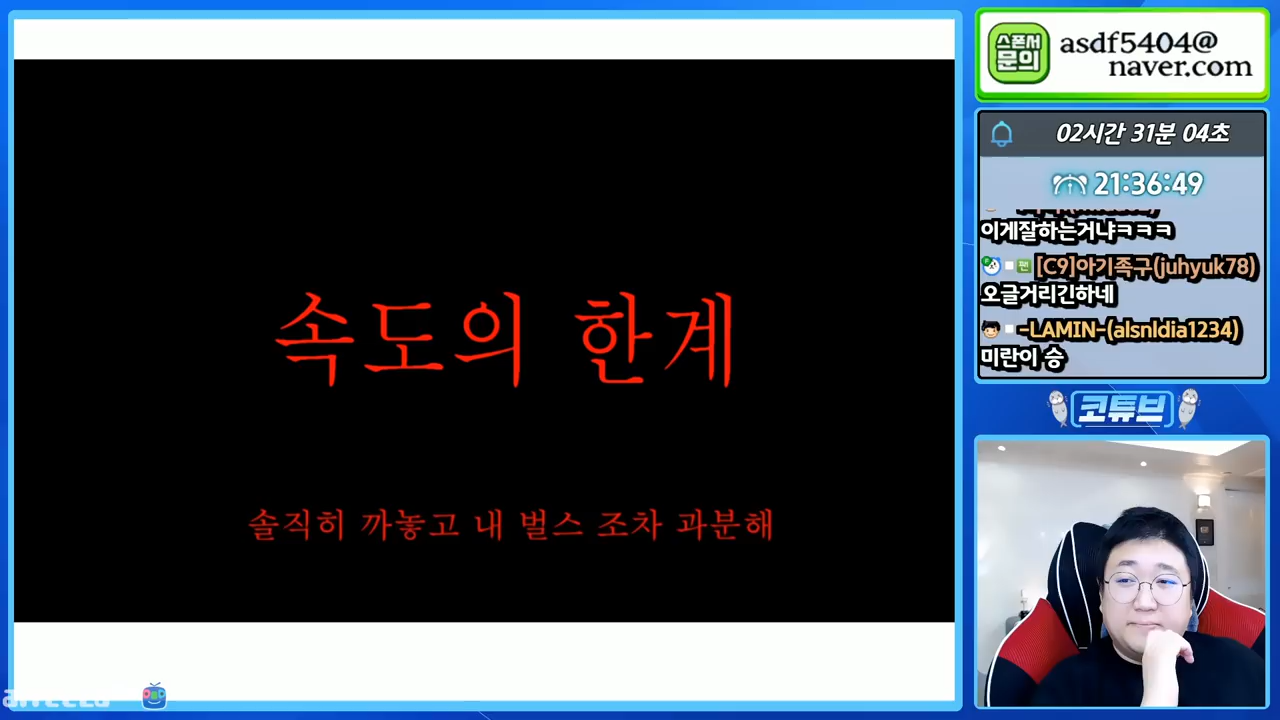 속도의 한계
솔직히 까놓고 내 벌스 조차 과분해
스폰서
문의
asdf5404@
naver.com
02시간 31분 04초
21:36:49
이게잘하는거냐ㅋㅋㅋ
팬 [C9]아기족구(juhyuk78)
오글거리긴하네
-LAMIN-(alsnldia1234)
미란이 승
코튜브